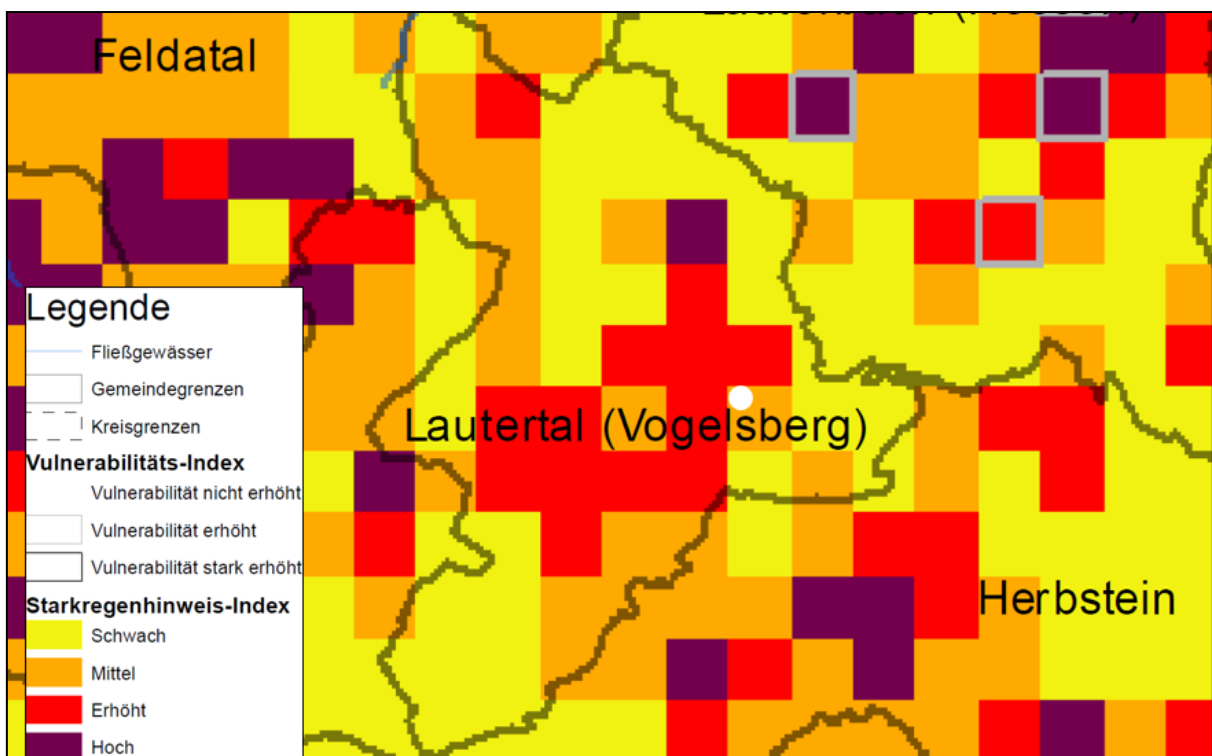 Feldatal
Legende
Fließgewässer
Gemeindegrenzen
Kreisgrenzen
Vulnerabilitäts-Index
Vulnerabilität nicht erhöht
Vulnerabilität erhöht
Vulnerabilität stark erhöht
Starkregenhinweis-Index
Schwach
Mittel
Erhöht
Hoch
Lautertal (Vogelsberg)
Herbstein